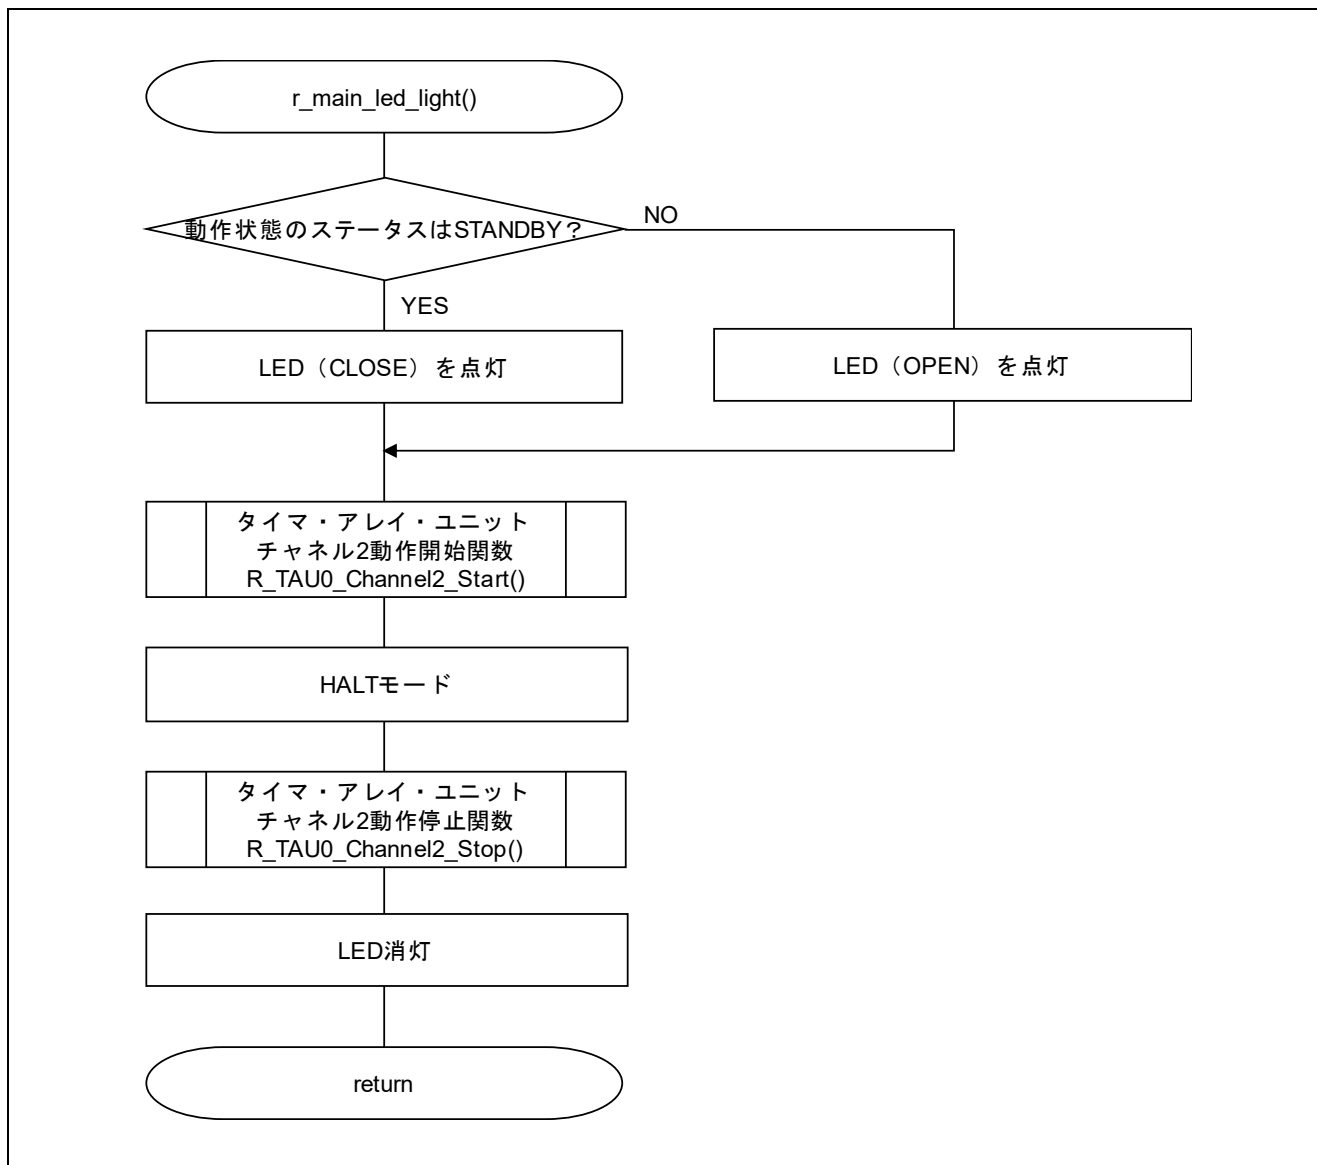 r_main_led_light()
動作状態のステータスはSTANDBY？
NO
YES
LED（CLOSE）を点灯
LED（OPEN）を点灯
タイマ・アレイ・ユニット
チャネル2動作開始関数
R_TAU0_Channel2_Start()
HALTモード
タイマ・アレイ・ユニット
チャネル2動作停止関数
R_TAU0_Channel2_Stop()
LED消灯
return